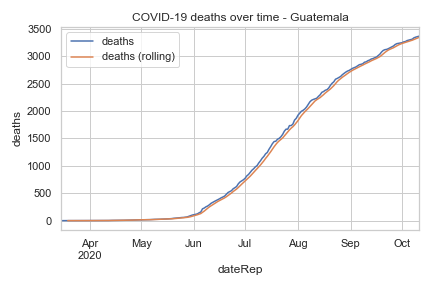 COVID-19 deaths over time - Guatemala
deaths
deaths (rolling)
3500
3000
2500
2000
1500
1000
500
0
deaths
Apr
2020
May
Jun
Jul
Aug
Sep
Oct
dateRep